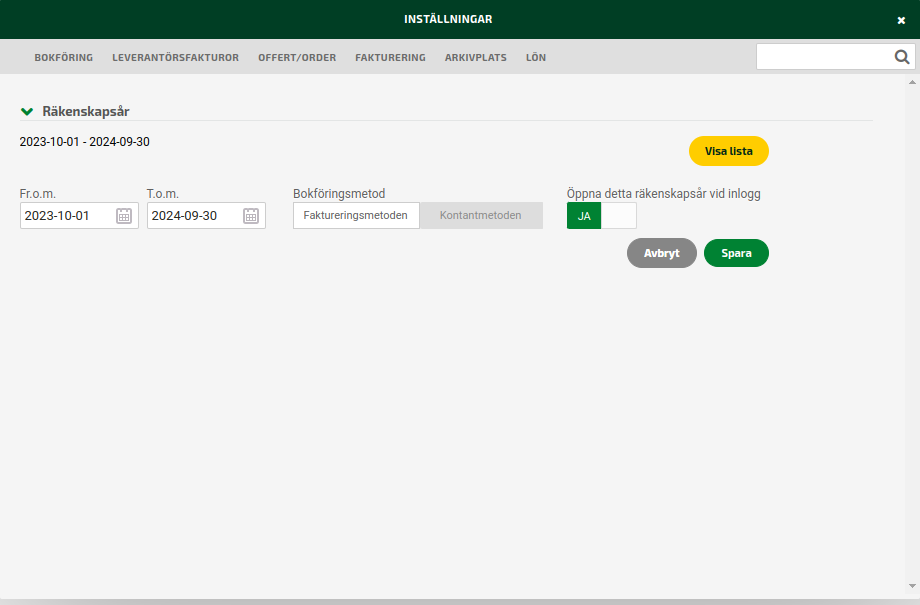 INSTÄLLNINGAR
BOKFÖRING LEVERANTÖRSFAKTUROR OFFERT/ORDER FAKTURERING ARKIVPLATS LÖN
Räkenskapsår
2023-10-01 - 2024-09-30
Visa lista
Fr.o.m. T.o.m. Bokföringsmetod Öppna detta räkenskapsår vid inlogg
2023-10-01 2024-09-30 Faktureringsmetoden Kontantmetoden JA
Avbryt Spara